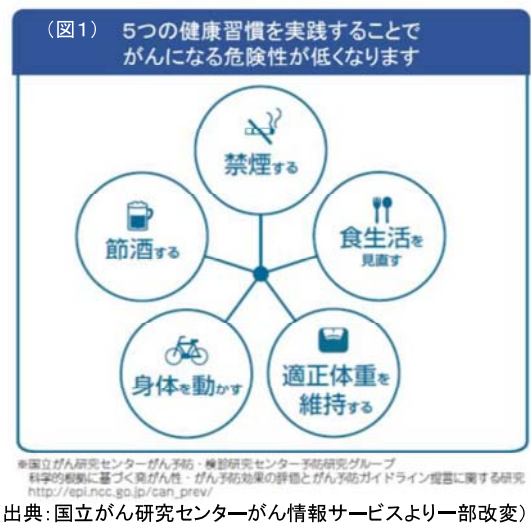 （図1） 5つの健康習慣を実践することで
がんになる危険性が低くなります
禁煙する
節酒する
食生活を
見直す
身体を動かす
適正体重を
維持する
※国立がん研究センターがん予防・検診研究センター予防研究グループ
科学的根拠に基づく発がん性・がん予防効果の評価とがん予防ガイドライン提言に関する研究
http://epi.ncc.go.jp/can_prev/
出典：国立がん研究センターがん情報サービスより一部改変）